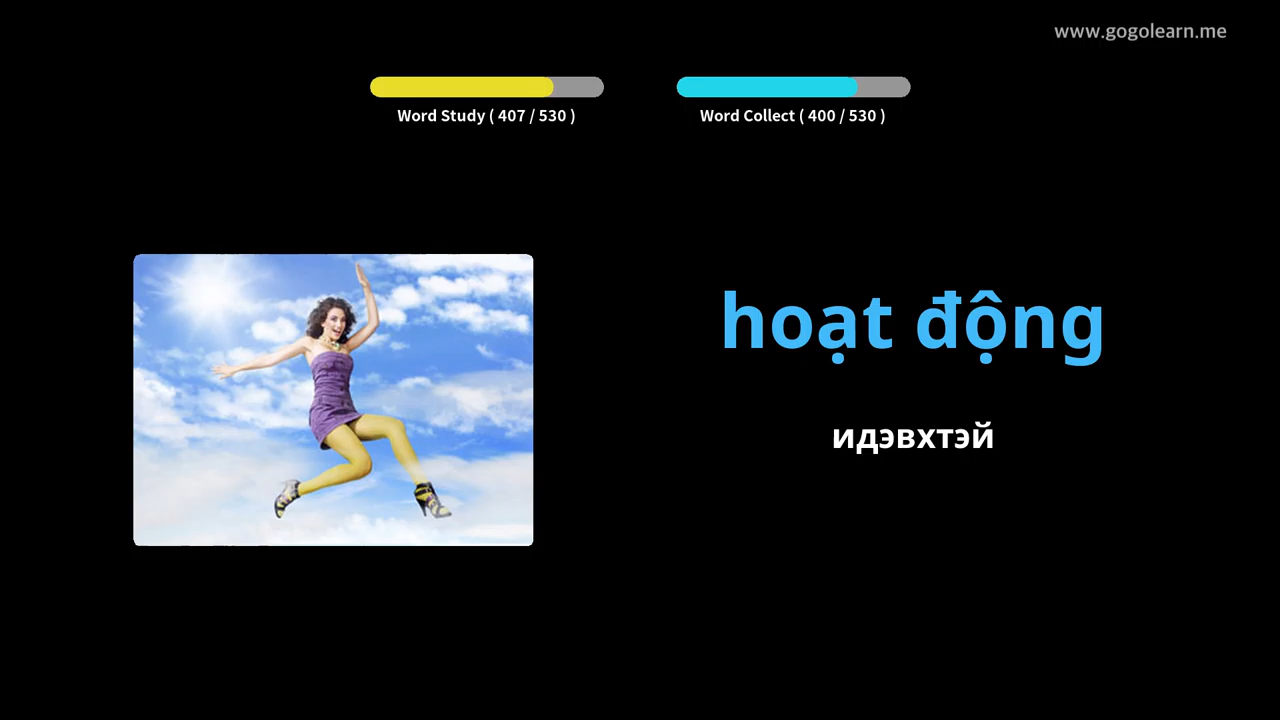 www.gogolearn.me
Word Study ( 407 / 530 )
Word Collect ( 400 / 530 )
hoạt động
идэвхтэй